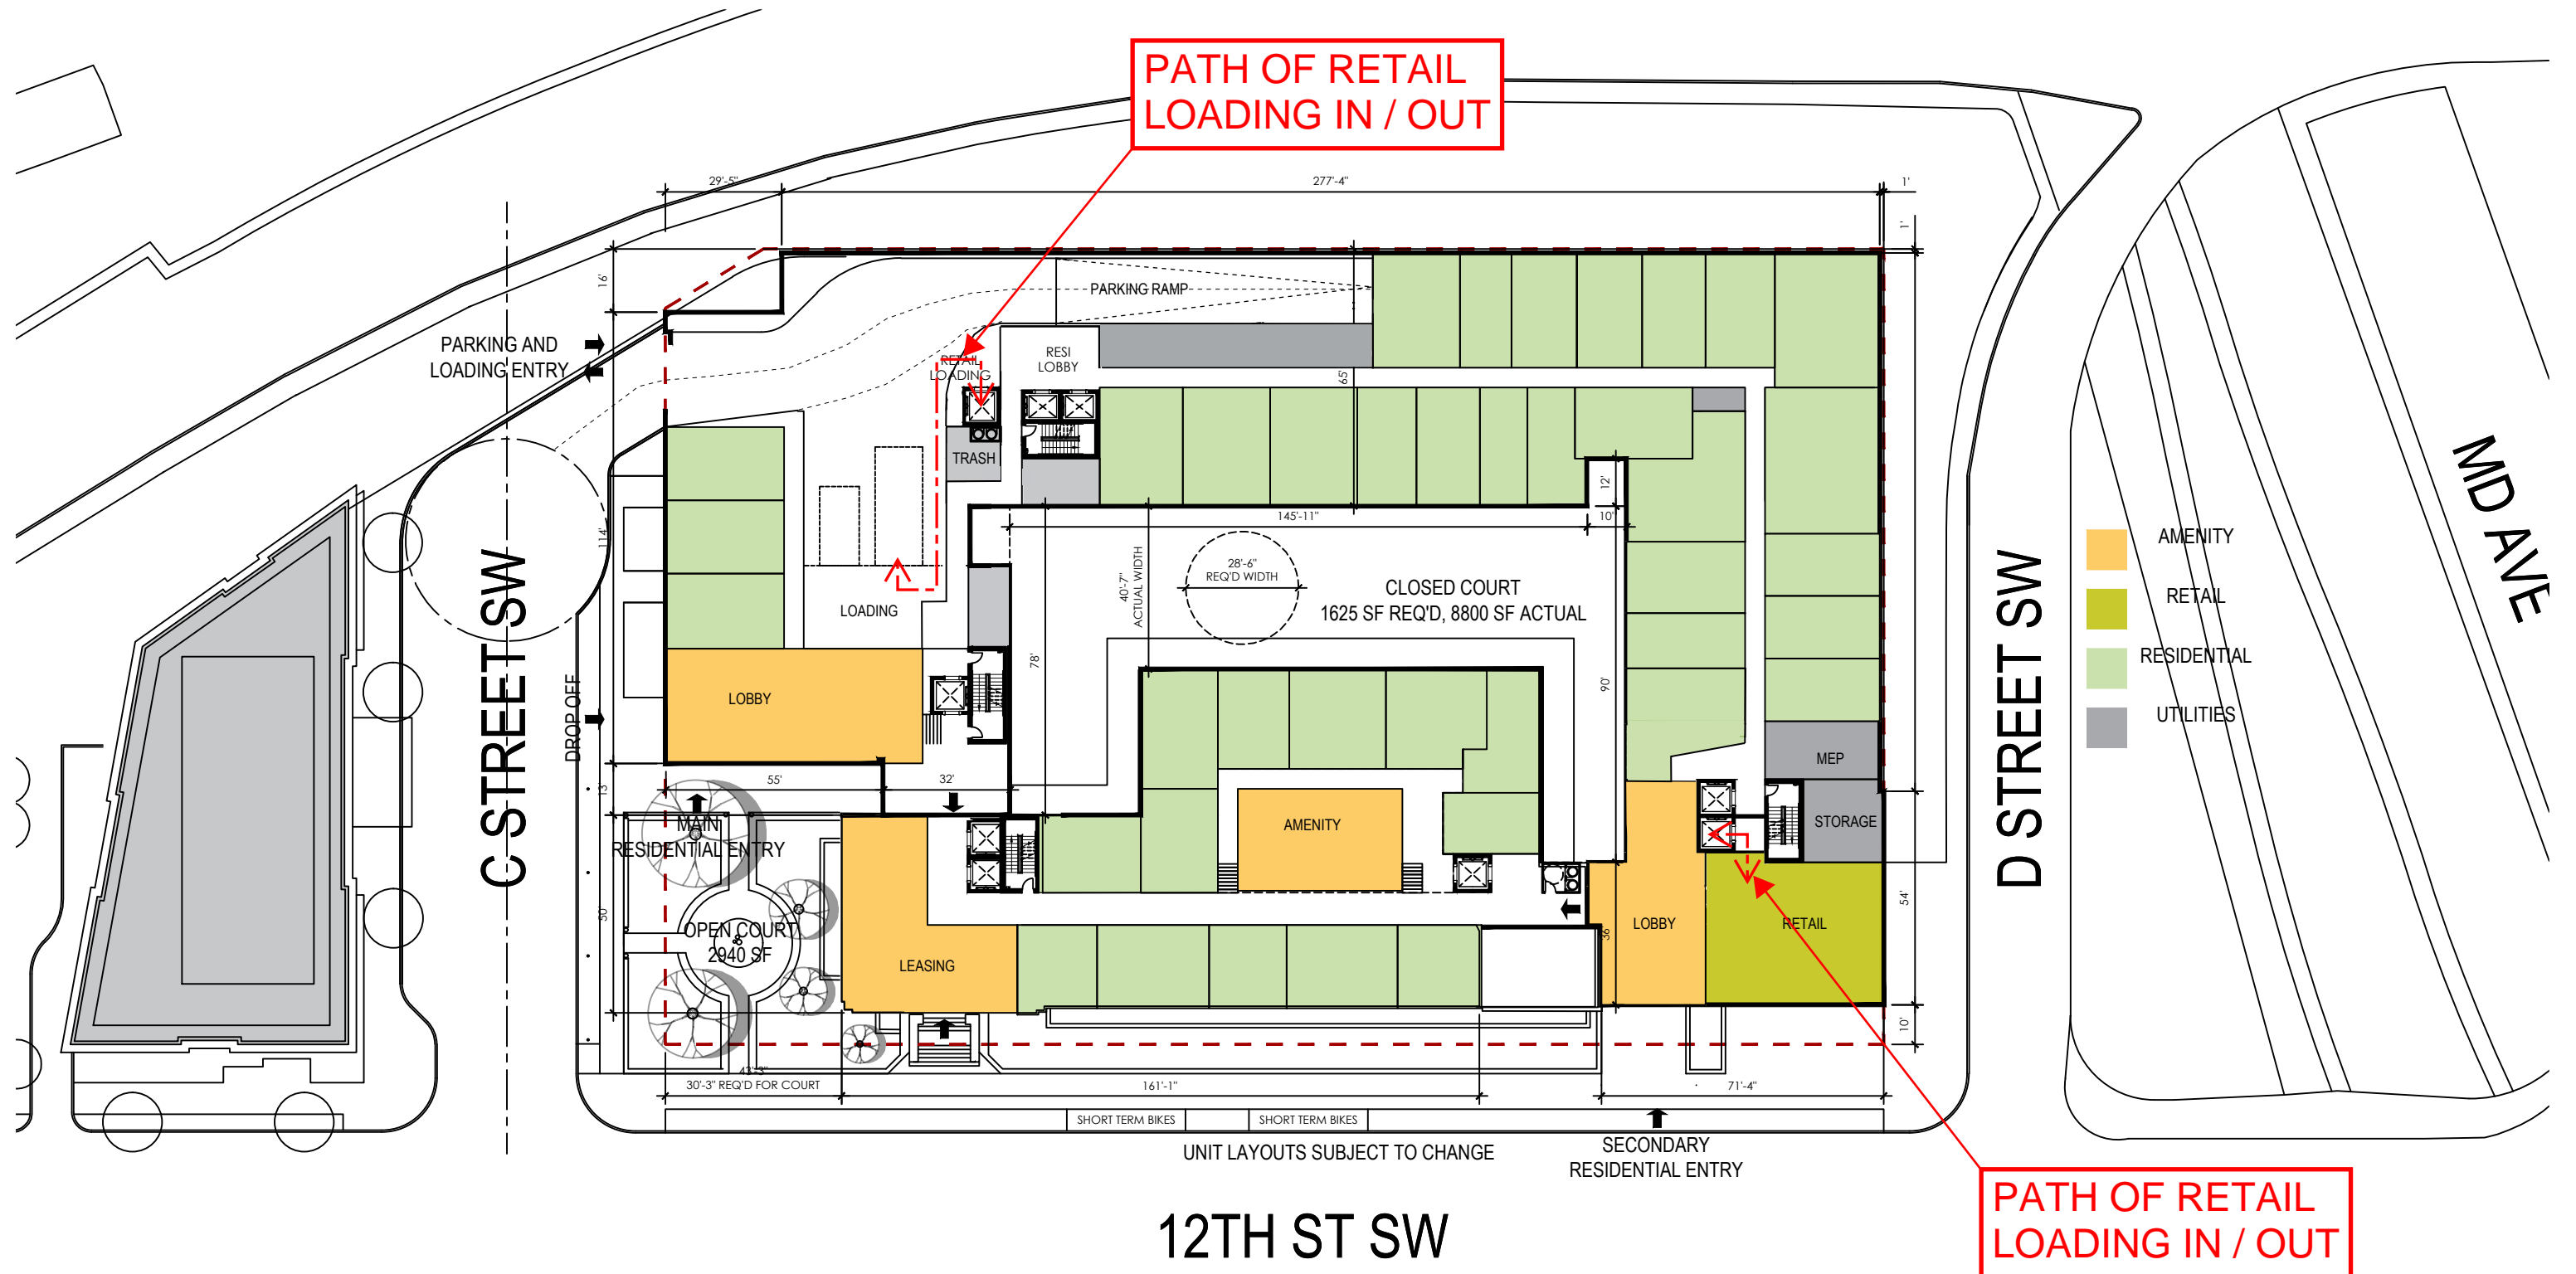 PATH OF RETAIL
LOADING IN / OUT
29'-5"
277'-4"
1'
1'
16'
PARKING RAMP
PARKING AND
LOADING ENTRY
RETAIL
LOADING
RESI
LOBBY
65'
TRASH
12'
145'-11"
10'
114'
40'-7"
ACTUAL WIDTH
28'-6"
REQ'D WIDTH
CLOSED COURT
1625 SF REQ'D, 8800 SF ACTUAL
LOADING
78'
90'
C STREET SW
DROP OFF
LOBBY
D STREET SW
MD AVE
AMENITY
RETAIL
RESIDENTIAL
UTILITIES
MEP
55'
32'
13'
MAIN
RESIDENTIAL ENTRY
AMENITY
STORAGE
50'
OPEN COURT
2940 SF
LEASING
36'
LOBBY
RETAIL
54'
10'
43'-3"
30'-3" REQ'D FOR COURT
161'-1"
71'-4"
SHORT TERM BIKES
SHORT TERM BIKES
UNIT LAYOUTS SUBJECT TO CHANGE
SECONDARY
RESIDENTIAL ENTRY
12TH ST SW
PATH OF RETAIL
LOADING IN / OUT